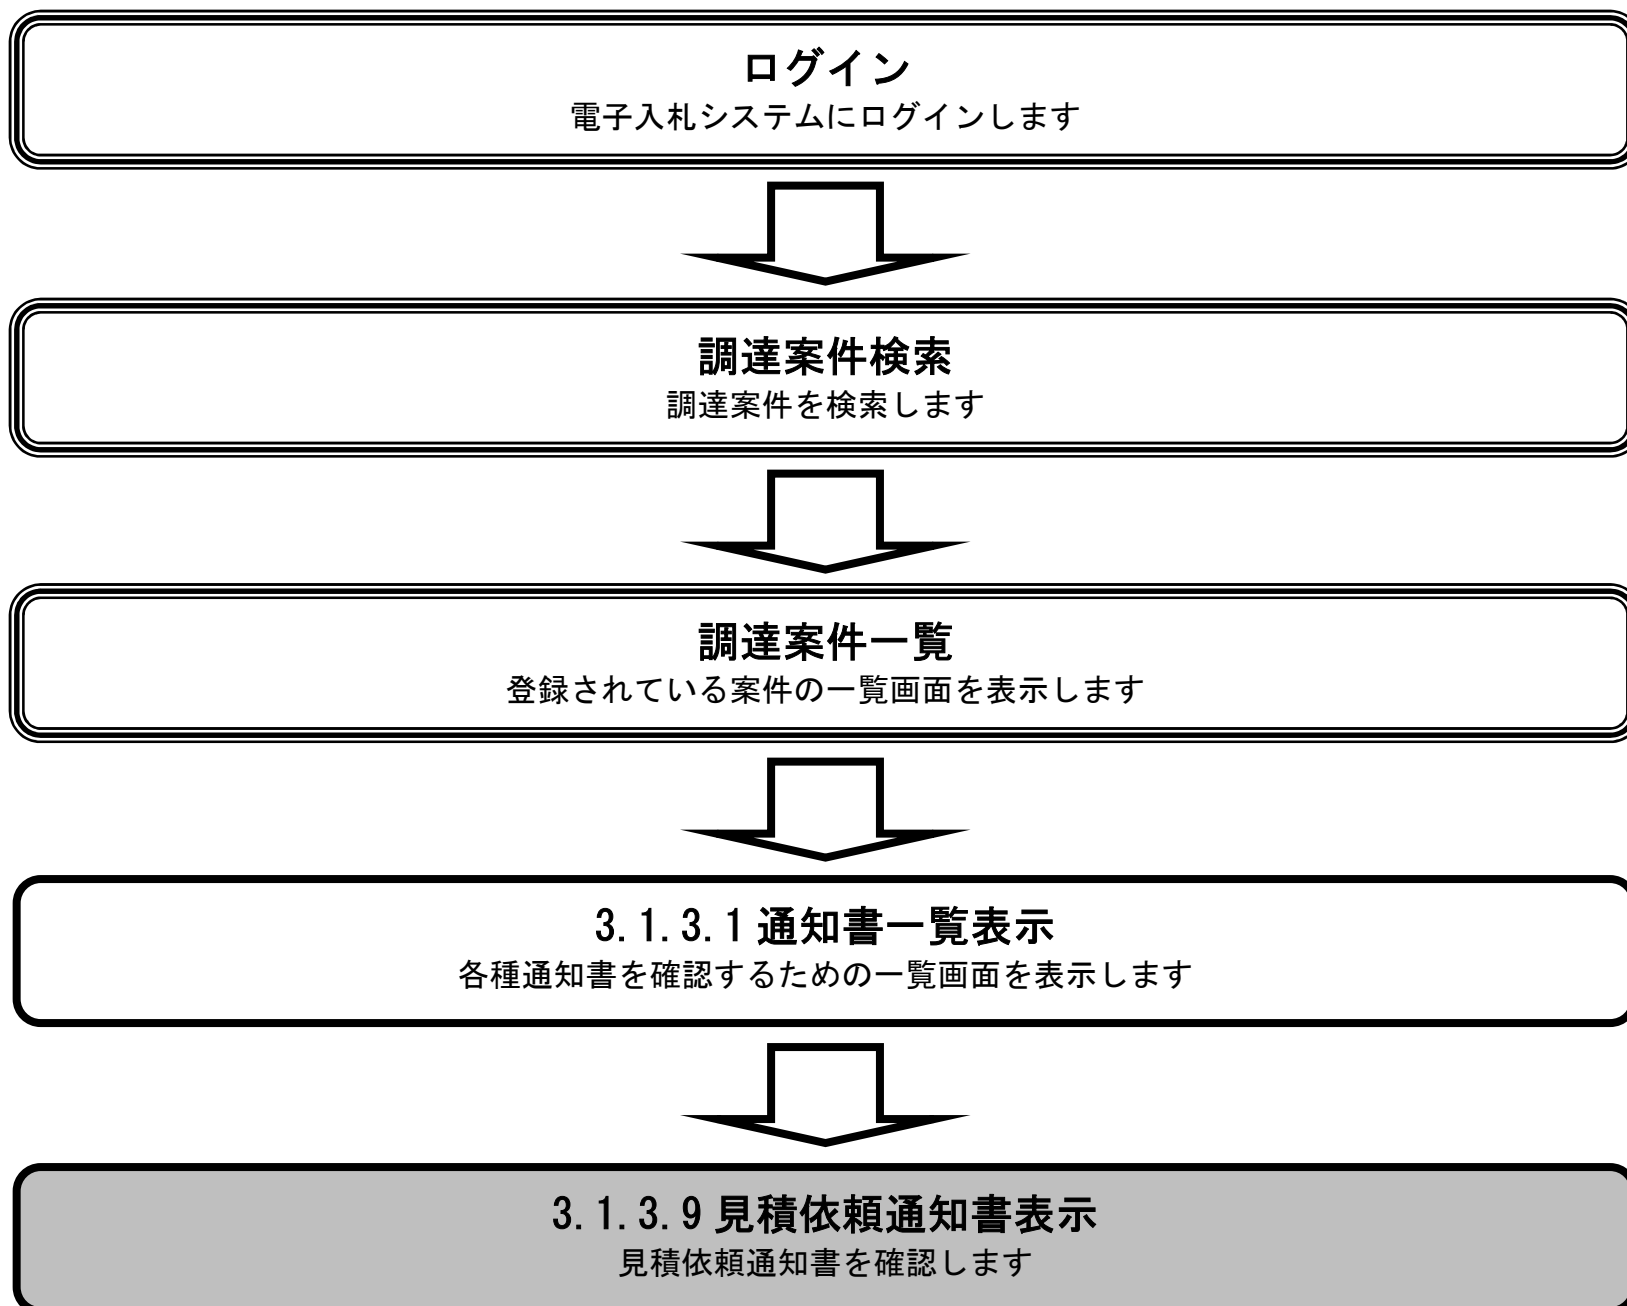 ログイン
電子入札システムにログインします
調達案件検索
調達案件を検索します
調達案件一覧
登録されている案件の一覧画面を表示します
3.1.3.1 通知書一覧表示
各種通知書を確認するための一覧画面を表示します
3.1.3.9 見積依頼通知書表示
見積依頼通知書を確認します